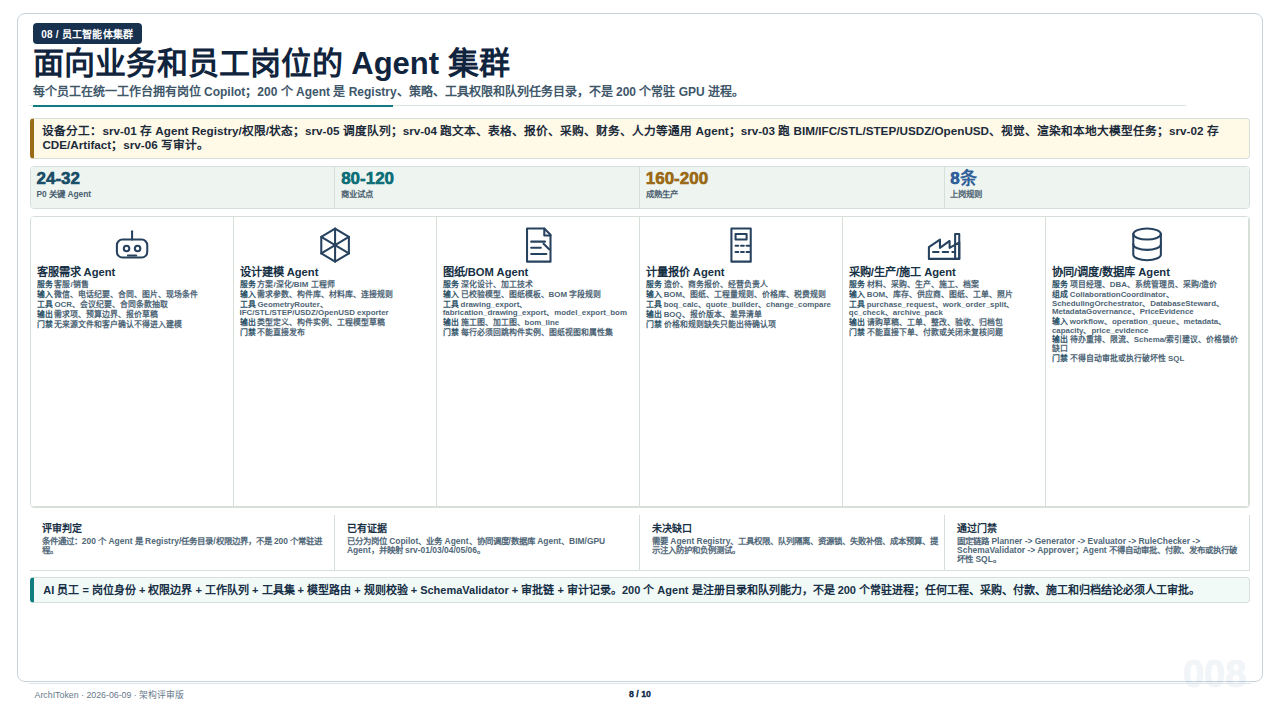 08 / 员工智能体集群
面向业务和员工岗位的 Agent 集群
每个员工在统一工作台拥有岗位 Copilot；200 个 Agent 是 Registry、策略、工具权限和队列任务目录，不是 200 个常驻 GPU 进程。
设备分工：srv-01 存 Agent Registry/权限/状态；srv-05 调度队列；srv-04 跑文本、表格、报价、采购、财务、人力等通用 Agent；srv-03 跑 BIM/IFC/STL/STEP/USDZ/OpenUSD、视觉、渲染和本地大模型任务；srv-02 存
CDE/Artifact；srv-06 写审计。
24-32
P0 关键 Agent
80-120
商业试点
160-200
成熟生产
8条
上岗规则
客服需求 Agent
服务 客服/销售
输入 微信、电话纪要、合同、图片、现场条件
工具 OCR、会议纪要、合同条款抽取
输出 需求项、预算边界、报价草稿
门禁 无来源文件和客户确认不得进入建模
设计建模 Agent
服务 方案/深化/BIM 工程师
输入 需求参数、构件库、材料库、连接规则
工具 GeometryRouter、
IFC/STL/STEP/USDZ/OpenUSD exporter
输出 类型定义、构件实例、工程模型草稿
门禁 不能直接发布
图纸/BOM Agent
服务 深化设计、加工技术
输入 已校验模型、图纸模板、BOM 字段规则
工具 drawing_export、
fabrication_drawing_export、model_export_bom
输出 施工图、加工图、bom_line
门禁 每行必须回跳构件实例、图纸视图和属性集
计量报价 Agent
服务 造价、商务报价、经营负责人
输入 BOM、图纸、工程量规则、价格库、税费规则
工具 boq_calc、quote_builder、change_compare
输出 BOQ、报价版本、差异清单
门禁 价格和规则缺失只能出待确认项
采购/生产/施工 Agent
服务 材料、采购、生产、施工、档案
输入 BOM、库存、供应商、图纸、工单、照片
工具 purchase_request、work_order_split、
qc_check、archive_pack
输出 请购草稿、工单、整改、验收、归档包
门禁 不能直接下单、付款或关闭未复核问题
协同/调度/数据库 Agent
服务 项目经理、DBA、系统管理员、采购/造价
组成 CollaborationCoordinator、
SchedulingOrchestrator、DatabaseSteward、
MetadataGovernance、PriceEvidence
输入 workflow、operation_queue、metadata、
capacity、price_evidence
输出 待办重排、限流、Schema/索引建议、价格锁价
缺口
门禁 不得自动审批或执行破坏性 SQL
评审判定
条件通过：200 个 Agent 是 Registry/任务目录/权限边界，不是 200 个常驻进
程。
已有证据
已分为岗位 Copilot、业务 Agent、协同调度/数据库 Agent、BIM/GPU
Agent，并映射 srv-01/03/04/05/06。
未决缺口
需要 Agent Registry、工具权限、队列隔离、资源锁、失败补偿、成本预算、提
示注入防护和负例测试。
通过门禁
固定链路 Planner -> Generator -> Evaluator -> RuleChecker ->
SchemaValidator -> Approver；Agent 不得自动审批、付款、发布或执行破
坏性 SQL。
AI 员工 = 岗位身份 + 权限边界 + 工作队列 + 工具集 + 模型路由 + 规则校验 + SchemaValidator + 审批链 + 审计记录。200 个 Agent 是注册目录和队列能力，不是 200 个常驻进程；任何工程、采购、付款、施工和归档结论必须人工审批。
008
ArchIToken · 2026-06-09 · 架构评审版
8 / 10